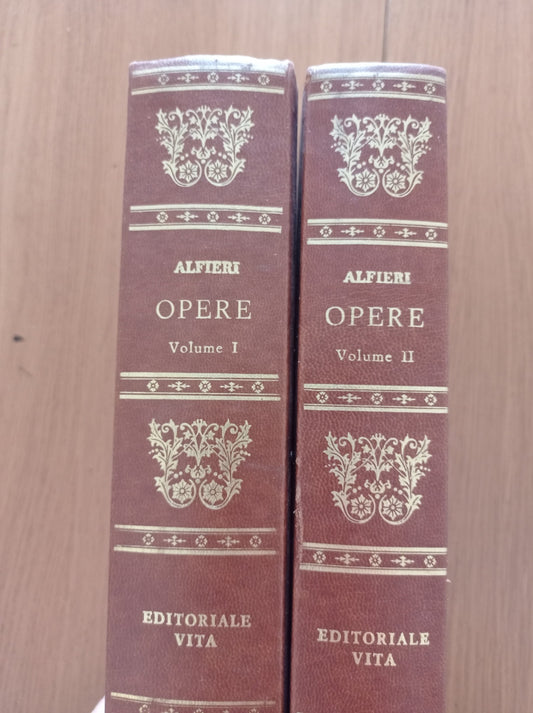 ALFIERI
OPERE
Volume I
EDITORIALE
VITA
ALFIERI
OPERE
Volume II
EDITORIALE
VITA